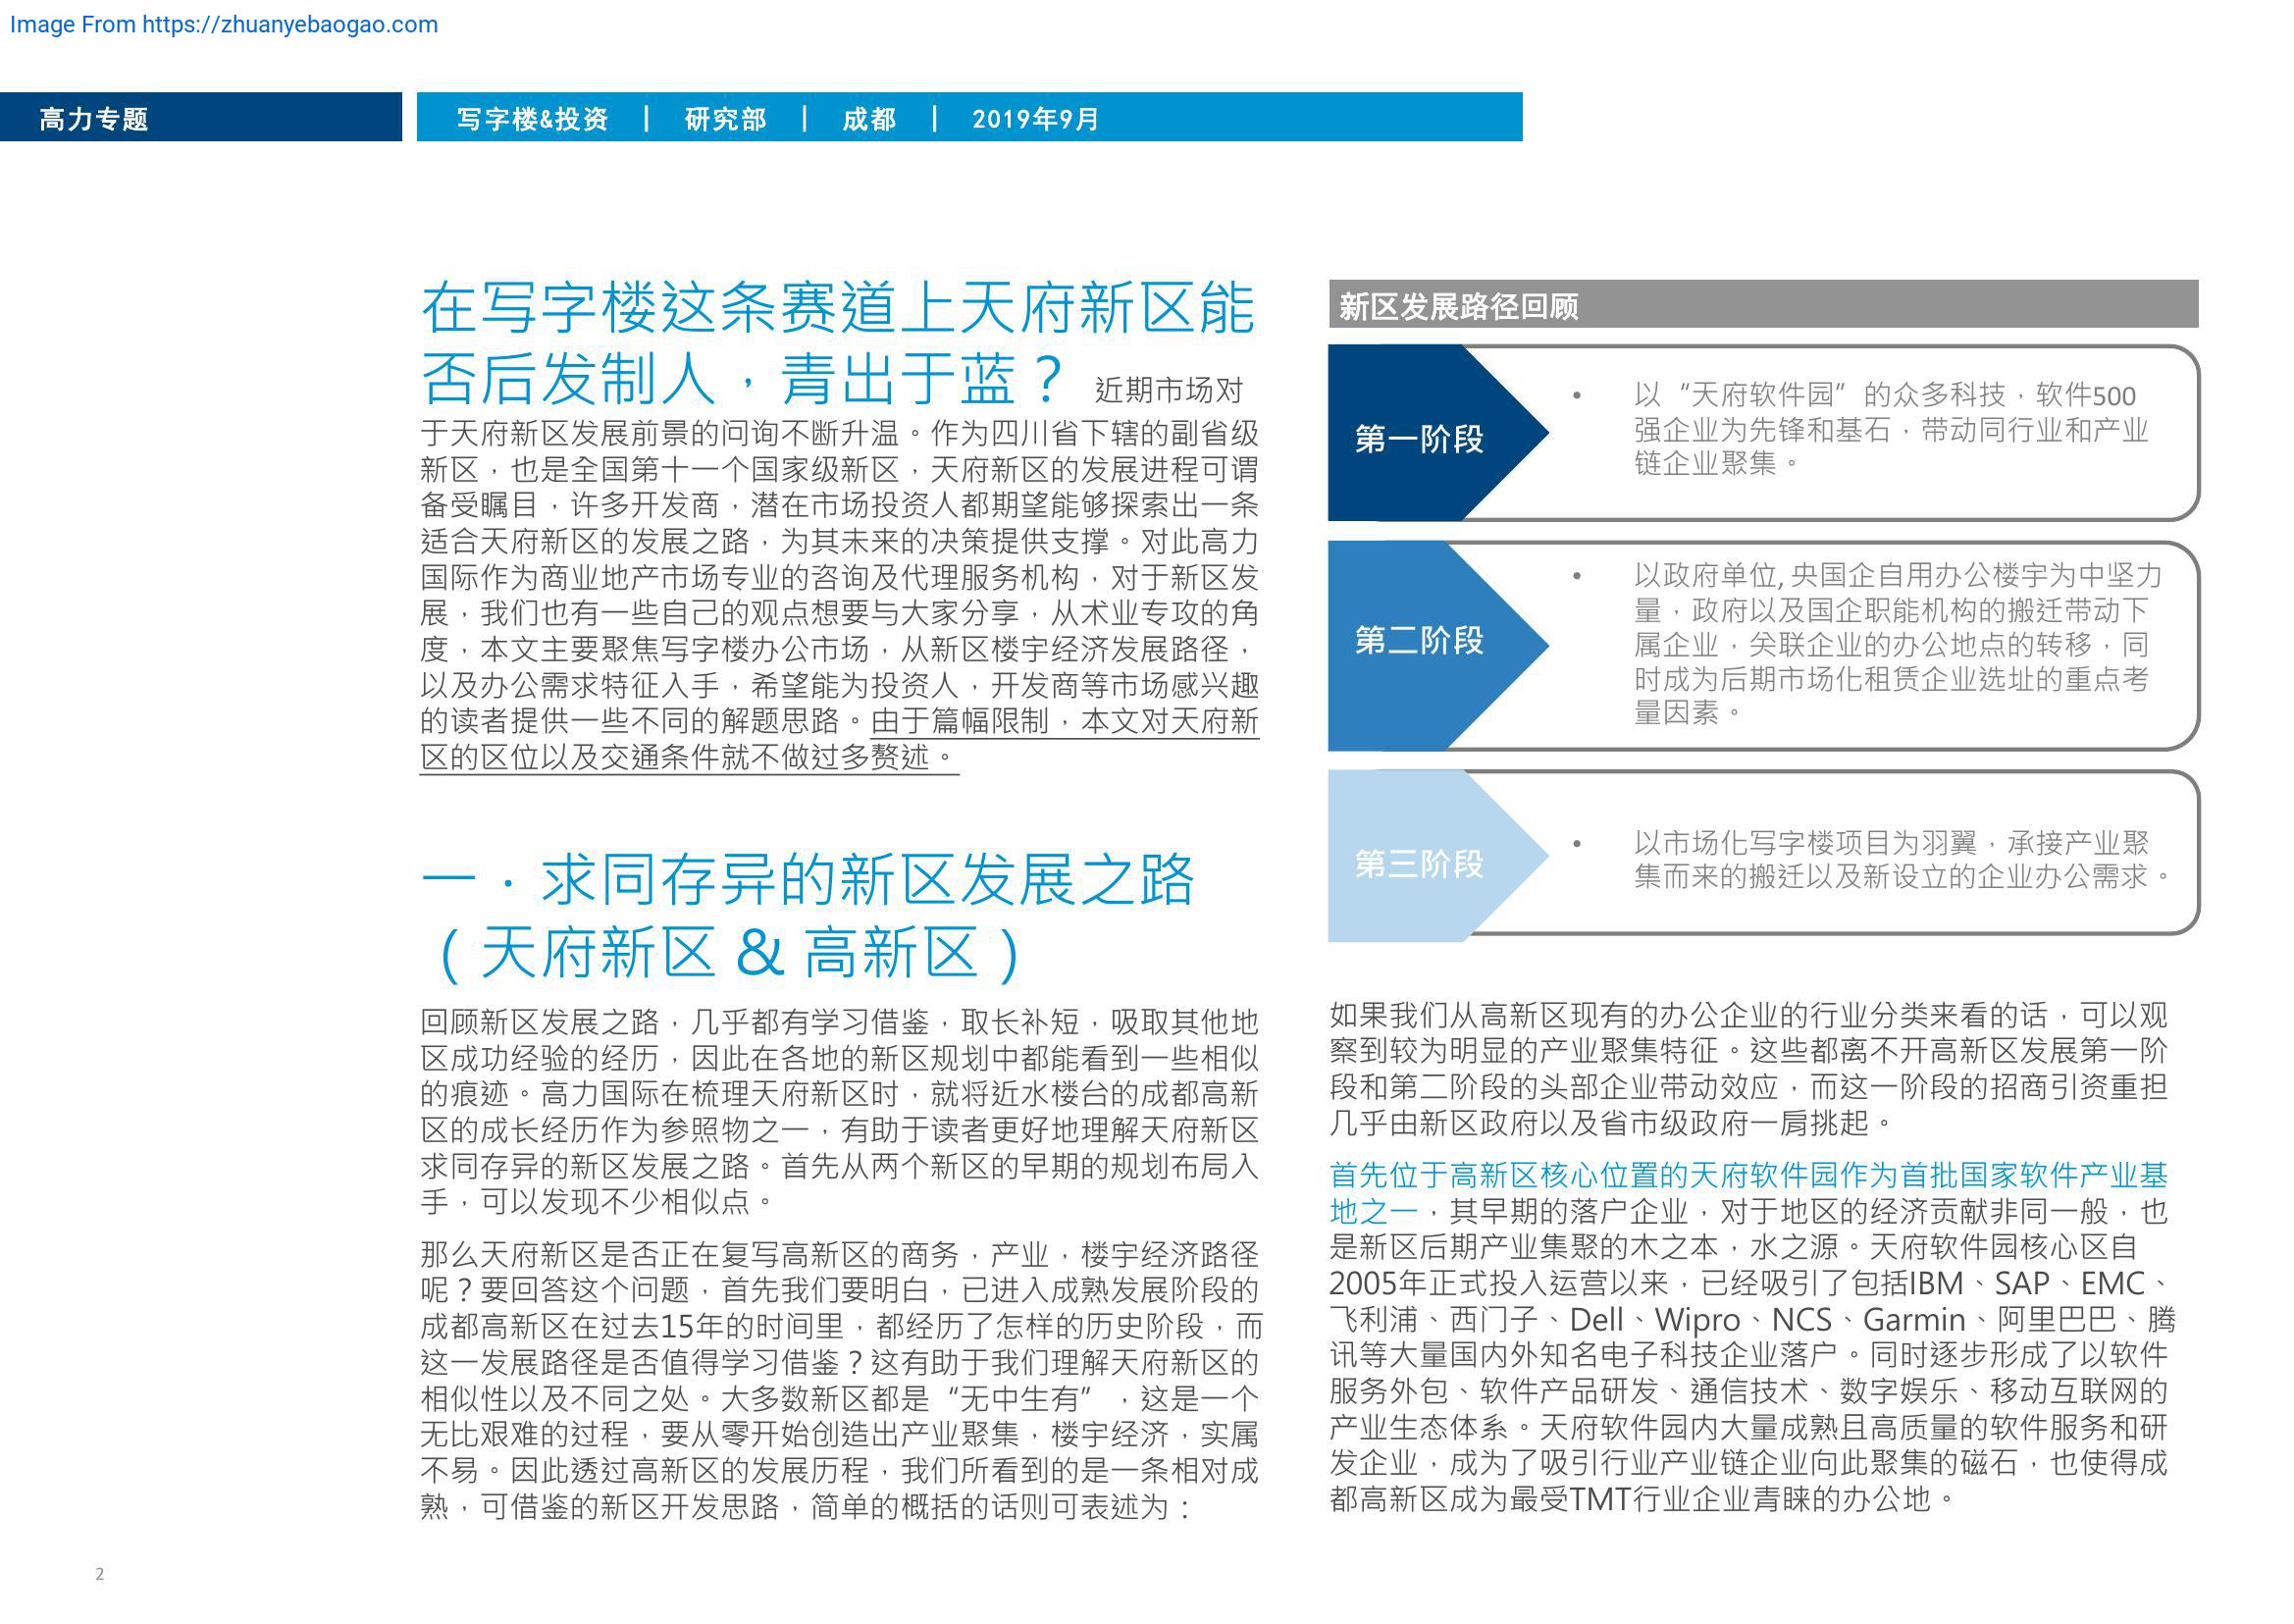 Image From https://zhuanyebaogao.com
高力专题
写字楼&投资 | 研究部 | 成都 | 2019年9月
在写字楼这条赛道上天府新区能
否后发制人，青出于蓝？ 近期市场对
于天府新区发展前景的问询不断升温。作为四川省下辖的副省级
新区，也是全国第十一个国家级新区，天府新区的发展进程可谓
备受瞩目，许多开发商，潜在市场投资人都期望能够探索出一条
适合天府新区的发展之路，为其未来的决策提供支撑。对此高力
国际作为商业地产市场专业的咨询及代理服务机构，对于新区发
展，我们也有一些自己的观点想要与大家分享，从术业专攻的角
度，本文主要聚焦写字楼办公市场，从新区楼宇经济发展路径，
以及办公需求特征入手，希望能为投资人，开发商等市场感兴趣
的读者提供一些不同的解题思路。由于篇幅限制，本文对天府新
区的区位以及交通条件就不做过多赘述。
一．求同存异的新区发展之路
（天府新区 & 高新区）
回顾新区发展之路，几乎都有学习借鉴，取长补短，吸取其他地
区成功经验的经历，因此在各地的新区规划中都能看到一些相似
的痕迹。高力国际在梳理天府新区时，就将近水楼台的成都高新
区的成长经历作为参照物之一，有助于读者更好地理解天府新区
求同存异的新区发展之路。首先从两个新区的早期的规划布局入
手，可以发现不少相似点。
那么天府新区是否正在复写高新区的商务，产业，楼宇经济路径
呢？要回答这个问题，首先我们要明白，已进入成熟发展阶段的
成都高新区在过去15年的时间里，都经历了怎样的历史阶段，而
这一发展路径是否值得学习借鉴？这有助于我们理解天府新区的
相似性以及不同之处。大多数新区都是“无中生有”，这是一个
无比艰难的过程，要从零开始创造出产业聚集，楼宇经济，实属
不易。因此透过高新区的发展历程，我们所看到的是一条相对成
熟，可借鉴的新区开发思路，简单的概括的话则可表述为：
新区发展路径回顾
第一阶段
• 以“天府软件园”的众多科技，软件500
强企业为先锋和基石，带动同行业和产业
链企业聚集。
第二阶段
• 以政府单位, 央国企自用办公楼宇为中坚力
量，政府以及国企职能机构的搬迁带动下
属企业，关联企业的办公地点的转移，同
时成为后期市场化租赁企业选址的重点考
量因素。
第三阶段
• 以市场化写字楼项目为羽翼，承接产业聚
集而来的搬迁以及新设立的企业办公需求。
如果我们从高新区现有的办公企业的行业分类来看的话，可以观
察到较为明显的产业聚集特征。这些都离不开高新区发展第一阶
段和第二阶段的头部企业带动效应，而这一阶段的招商引资重担
几乎由新区政府以及省市级政府一肩挑起。
首先位于高新区核心位置的天府软件园作为首批国家软件产业基
地之一，其早期的落户企业，对于地区的经济贡献非同一般，也
是新区后期产业集聚的木之本，水之源。天府软件园核心区自
2005年正式投入运营以来，已经吸引了包括IBM、SAP、EMC、
飞利浦、西门子、Dell、Wipro、NCS、Garmin、阿里巴巴、腾
讯等大量国内外知名电子科技企业落户。同时逐步形成了以软件
服务外包、软件产品研发、通信技术、数字娱乐、移动互联网的
产业生态体系。天府软件园内大量成熟且高质量的软件服务和研
发企业，成为了吸引行业产业链企业向此聚集的磁石，也使得成
都高新区成为最受TMT行业企业青睐的办公地。
2